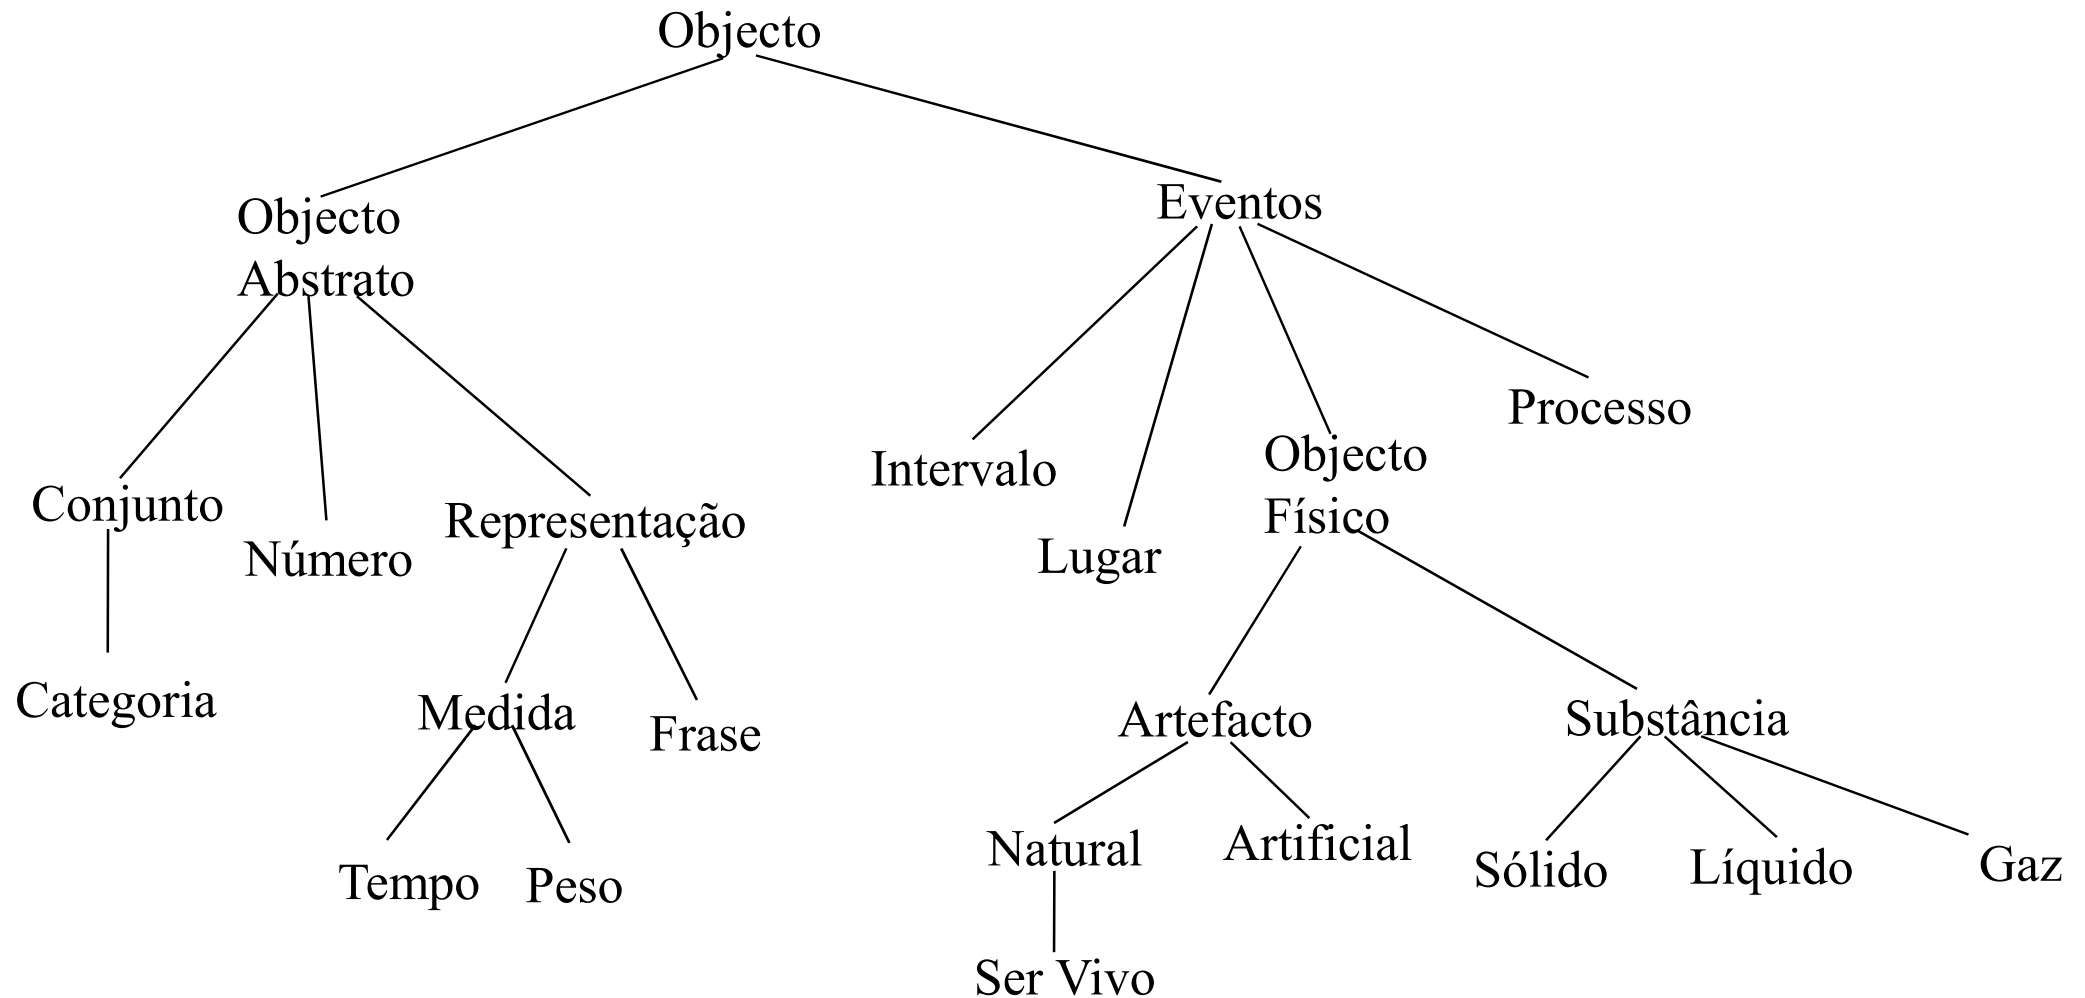 Objecto
Objecto
Abstrato
Eventos
Conjunto
Número
Representação
Intervalo
Lugar
Objecto
Físico
Processo
Categoria
Medida
Frase
Artefacto
Substância
Tempo
Peso
Natural
Artificial
Sólido
Líquido
Gaz
Ser Vivo